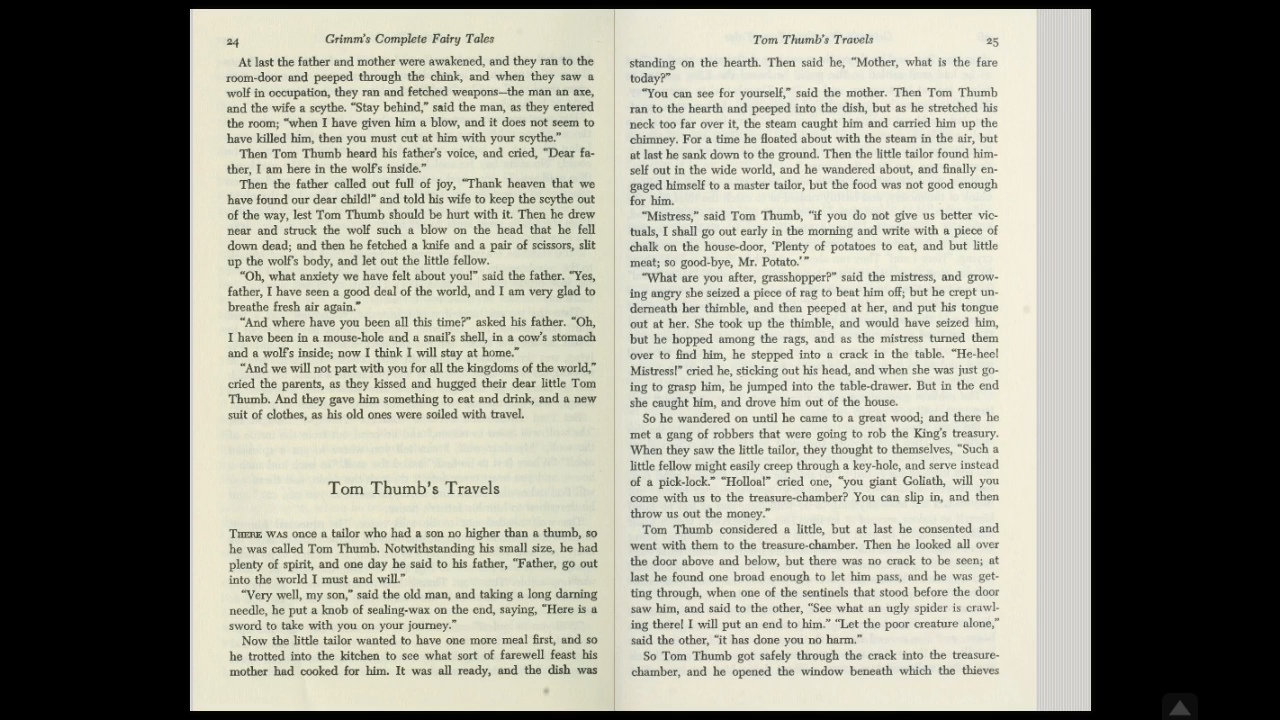 24
Grimm's Complete Fairy Tales
At last the father and mother were awakened, and they ran to the
room-door and peeped through the chink, and when they saw a
wolf in occupation, they ran and fetched weapons—the man an axe,
and the wife a scythe. “Stay behind,” said the man, as they entered
the room; “when I have given him a blow, and it does not seem to
have killed him, then you must cut at him with your scythe.”
Then Tom Thumb heard his father's voice, and cried, “Dear fa-
ther, I am here in the wolf's inside.”
Then the father called out full of joy, “Thank heaven that we
have found our dear child!” and told his wife to keep the scythe out
of the way, lest Tom Thumb should be hurt with it. Then he drew
near and struck the wolf such a blow on the head that he fell
down dead; and then he fetched a knife and a pair of scissors, slit
up the wolf's body, and let out the little fellow.
“Oh, what anxiety we have felt about you!” said the father. “Yes,
father, I have seen a good deal of the world, and I am very glad to
breathe fresh air again.”
“And where have you been all this time?” asked his father. “Oh,
I have been in a mouse-hole and a snail's shell, in a cow's stomach
and a wolf's inside; now I think I will stay at home.”
“And we will not part with you for all the kingdoms of the world,”
cried the parents, as they kissed and hugged their dear little Tom
Thumb. And they gave him something to eat and drink, and a new
suit of clothes, as his old ones were soiled with travel.
Tom Thumb's Travels
THERE WAS once a tailor who had a son no higher than a thumb, so
he was called Tom Thumb. Notwithstanding his small size, he had
plenty of spirit, and one day he said to his father, “Father, go out
into the world I must and will.”
“Very well, my son,” said the old man, and taking a long darning
needle, he put a knob of sealing-wax on the end, saying, “Here is a
sword to take with you on your journey.”
Now the little tailor wanted to have one more meal first, and so
he trotted into the kitchen to see what sort of farewell feast his
mother had cooked for him. It was all ready, and the dish was
Tom Thumb's Travels
25
standing on the hearth. Then said he, “Mother, what is the fare
today?”
“You can see for yourself,” said the mother. Then Tom Thumb
ran to the hearth and peeped into the dish, but as he stretched his
neck too far over it, the steam caught him and carried him up the
chimney. For a time he floated about with the steam in the air, but
at last he sank down to the ground. Then the little tailor found him-
self out in the wide world, and he wandered about, and finally en-
gaged himself to a master tailor, but the food was not good enough
for him.
“Mistress,” said Tom Thumb, “if you do not give us better vic-
tuals, I shall go out early in the morning and write with a piece of
chalk on the house-door, ‘Plenty of potatoes to eat, and but little
meat; so good-bye, Mr. Potato.’”
“What are you after, grasshopper?” said the mistress, and grow-
ing angry she seized a piece of rag to beat him off; but he crept un-
derneath her thimble, and then peeped at her, and put his tongue
out at her. She took up the thimble, and would have seized him,
but he hopped among the rags, and as the mistress turned them
over to find him, he stepped into a crack in the table. “He-hee!
Mistress!” cried he, sticking out his head, and when she was just go-
ing to grasp him, he jumped into the table-drawer. But in the end
she caught him, and drove him out of the house.
So he wandered on until he came to a great wood; and there he
met a gang of robbers that were going to rob the King's treasury.
When they saw the little tailor, they thought to themselves, “Such a
little fellow might easily creep through a key-hole, and serve instead
of a pick-lock.” “Holloa!” cried one, “you giant Goliath, will you
come with us to the treasure-chamber? You can slip in, and then
throw us out the money.”
Tom Thumb considered a little, but at last he consented and
went with them to the treasure-chamber. Then he looked all over
the door above and below, but there was no crack to be seen; at
last he found one broad enough to let him pass, and he was get-
ting through, when one of the sentinels that stood before the door
saw him, and said to the other, “See what an ugly spider is crawl-
ing there! I will put an end to him.” “Let the poor creature alone,”
said the other, “it has done you no harm.”
So Tom Thumb got safely through the crack into the treasure-
chamber, and he opened the window beneath which the thieves